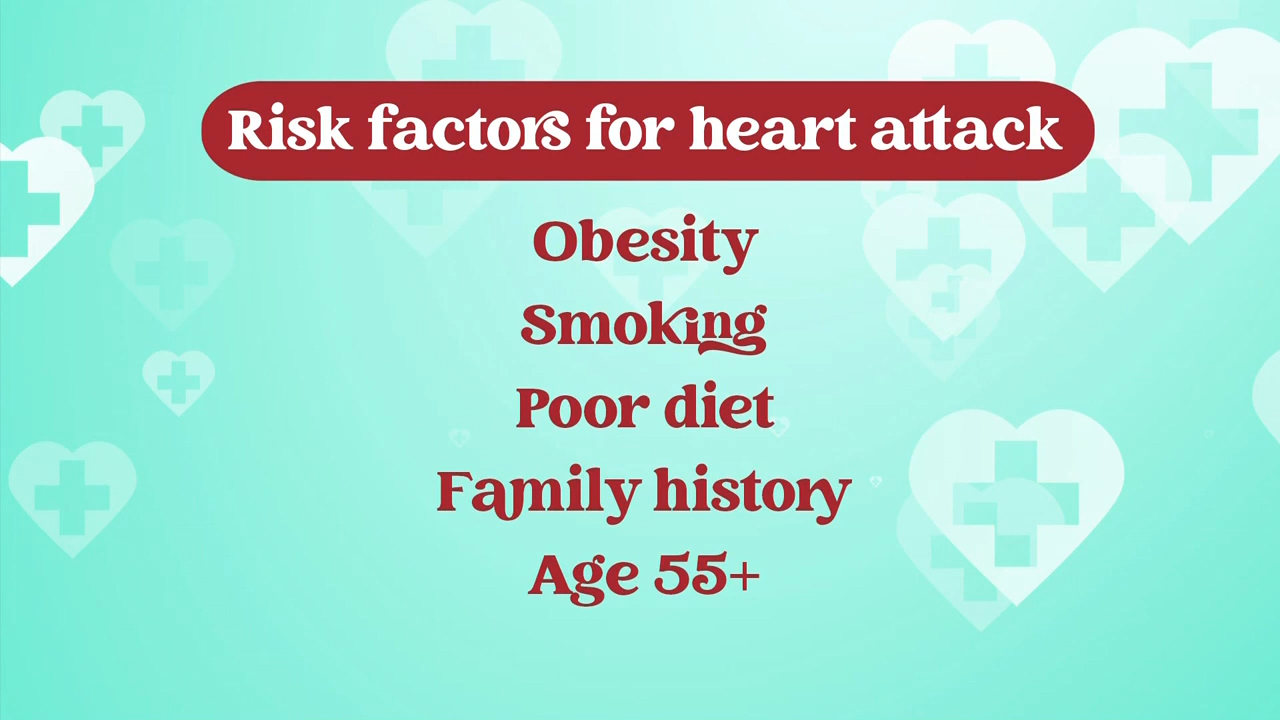 Risk factors for heart attack
Obesity
Smoking
Poor diet
Family history
Age 55+